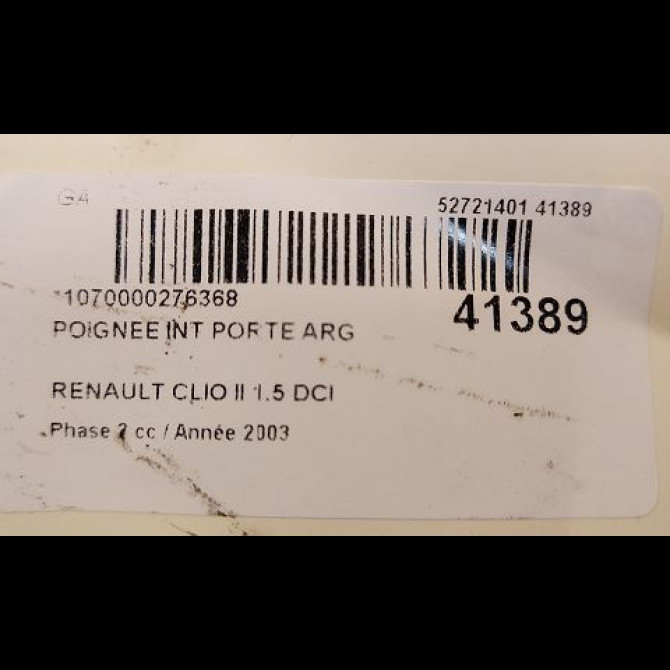 G4
52721401 41389
1070000276368
41389
POIGNEE INT PORTE ARG
RENAULT CLIO II 1.5 DCI
Phase 2 cc / Année 2003